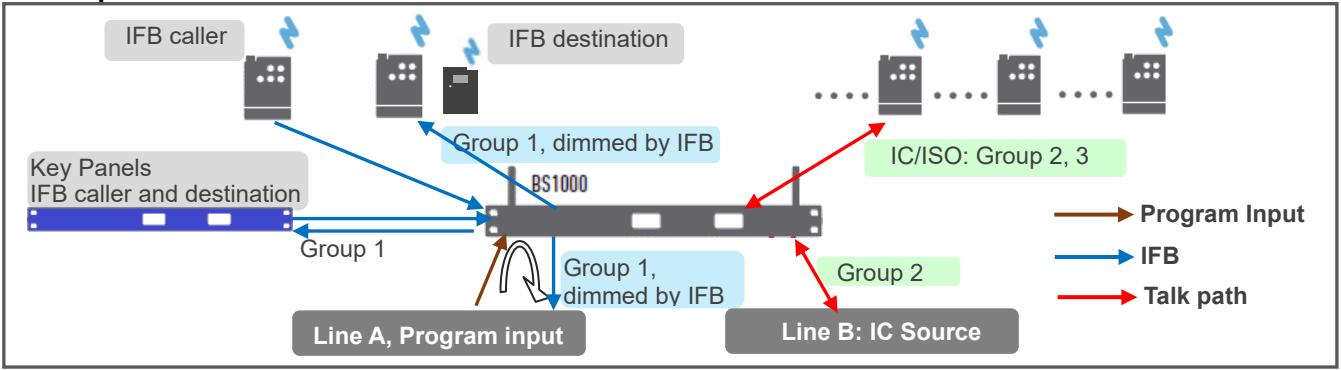 IFB caller
IFB destination
Group 1, dimmed by IFB
IC/ISO: Group 2, 3
Key Panels
IFB caller and destination
BS1000
Program Input
Group 1
IFB
Group 1,
dimmed by IFB
Group 2
Talk path
Line A, Program input
Line B: IC Source